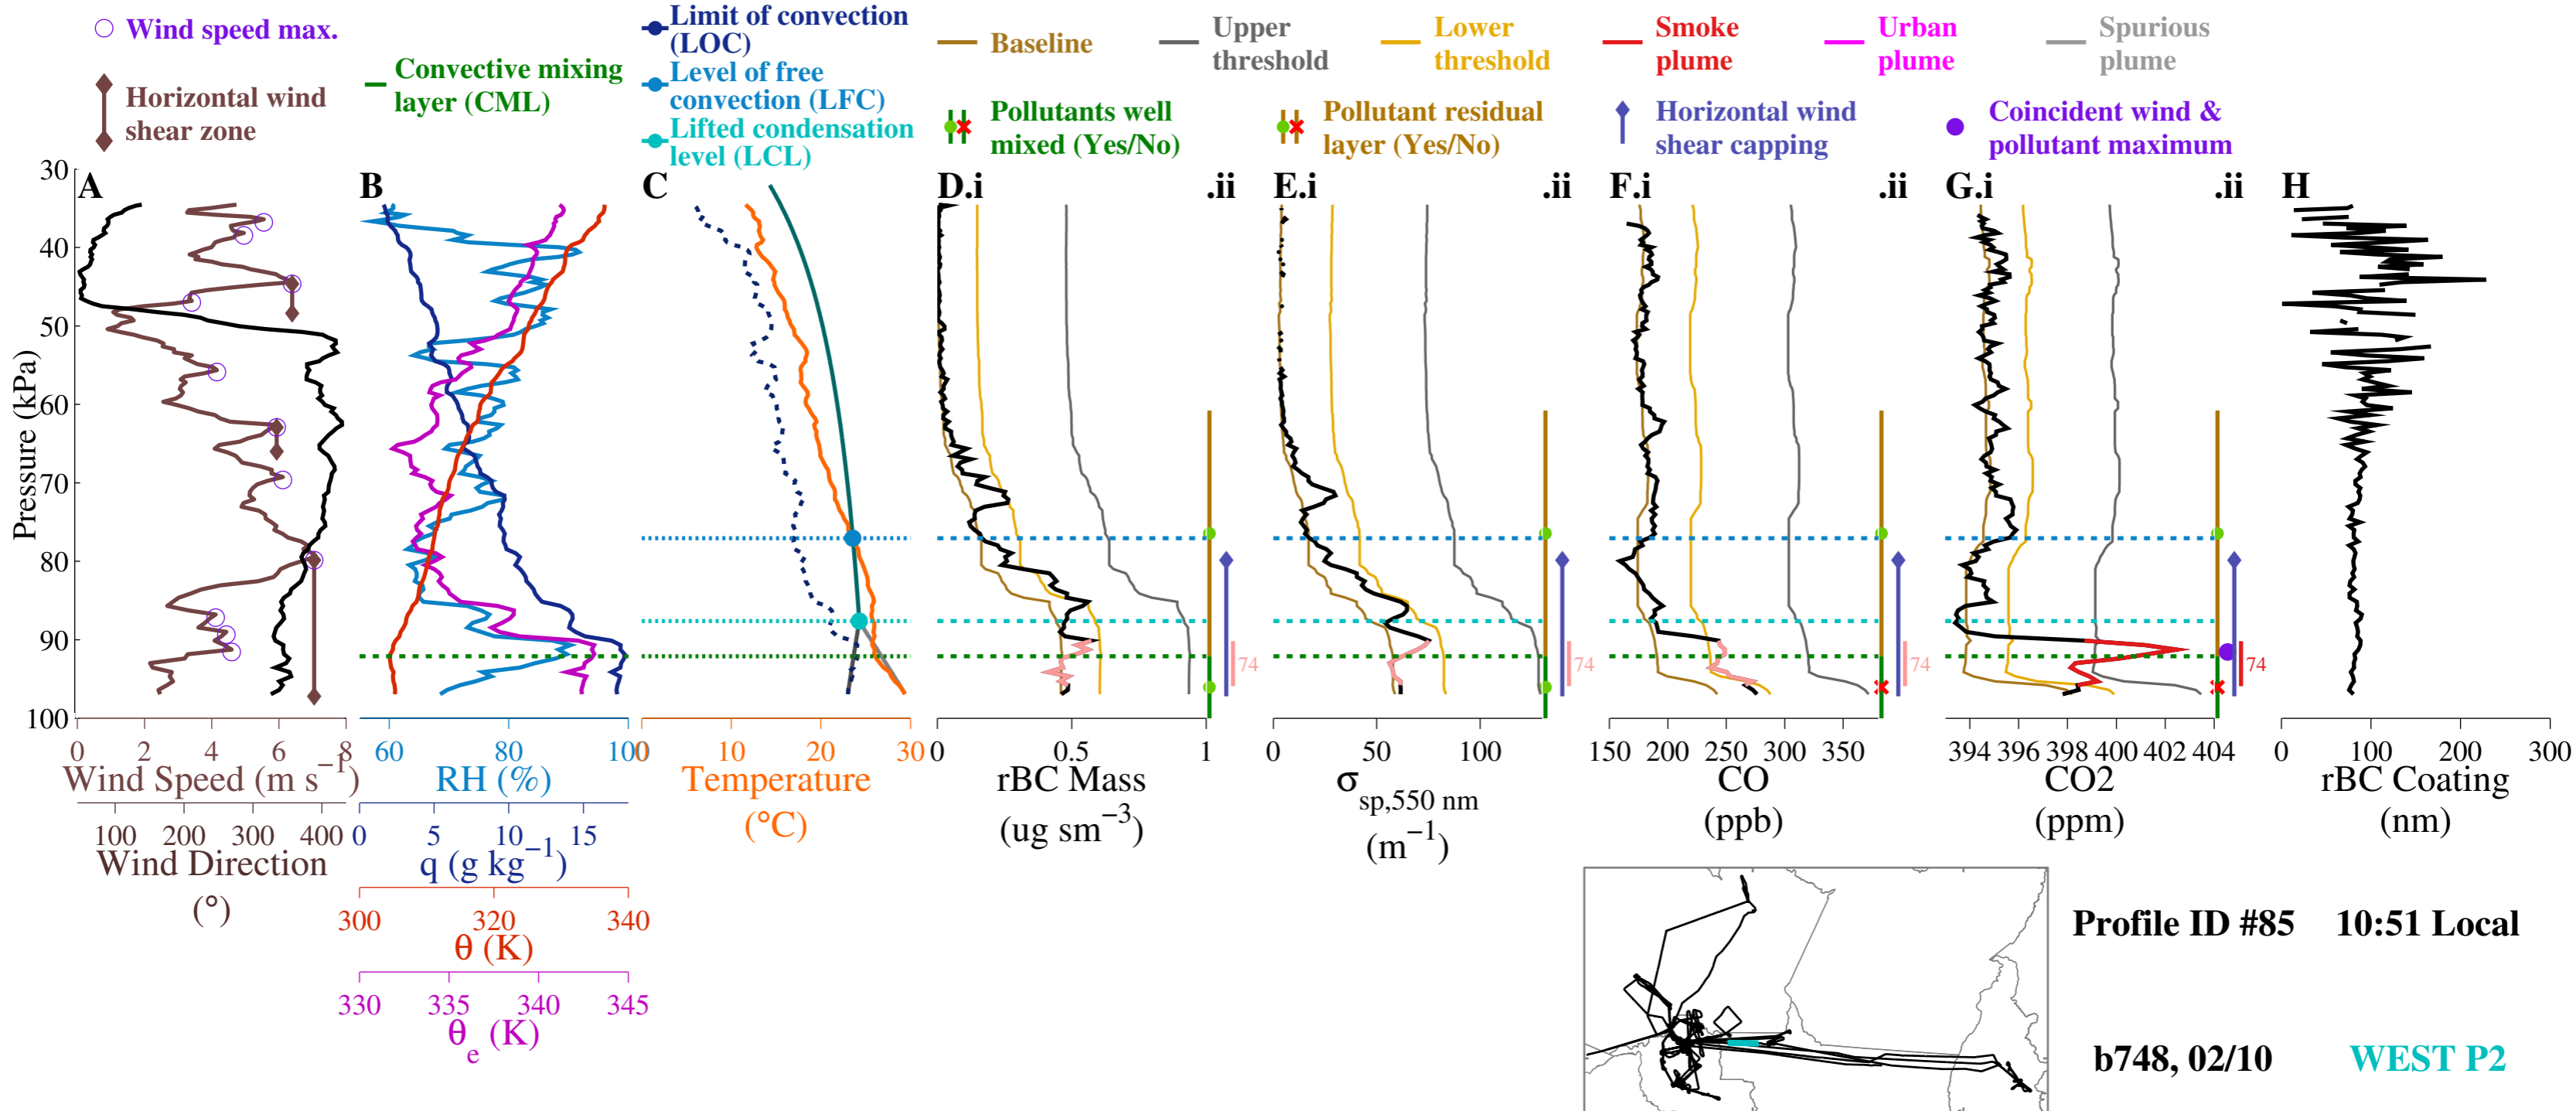 Wind speed max.
Horizontal wind
shear zone
Convective mixing
layer (CML)
Limit of convection
(LOC)
Level of free
convection (LFC)
Lifted condensation
level (LCL)
Baseline
Upper
threshold
Lower
threshold
Smoke
plume
Urban
plume
Spurious
plume
Pollutants well
mixed (Yes/No)
Pollutant residual
layer (Yes/No)
Horizontal wind
shear capping
Coincident wind &
pollutant maximum
A B C D.i .ii E.i .ii F.i .ii G.i .ii H
Pressure (kPa)
30
40
50
60
70
80
90
100
74 74 74 74
0 2 4 6 8
Wind Speed (m s⁻¹)
100 200 300 400
Wind Direction
(°)
60 80 100
RH (%)
0 5 10 15
q (g kg⁻¹)
300 320 340
θ (K)
330 335 340 345
θe (K)
0 10 20 30
Temperature
(°C)
0 0.5 1
rBC Mass
(ug sm⁻³)
0 50 100
σsp,550 nm
(m⁻¹)
150 200 250 300 350
CO
(ppb)
394 396 398 400 402 404
CO2
(ppm)
0 100 200 300
rBC Coating
(nm)
Profile ID #85 10:51 Local
b748, 02/10 WEST P2